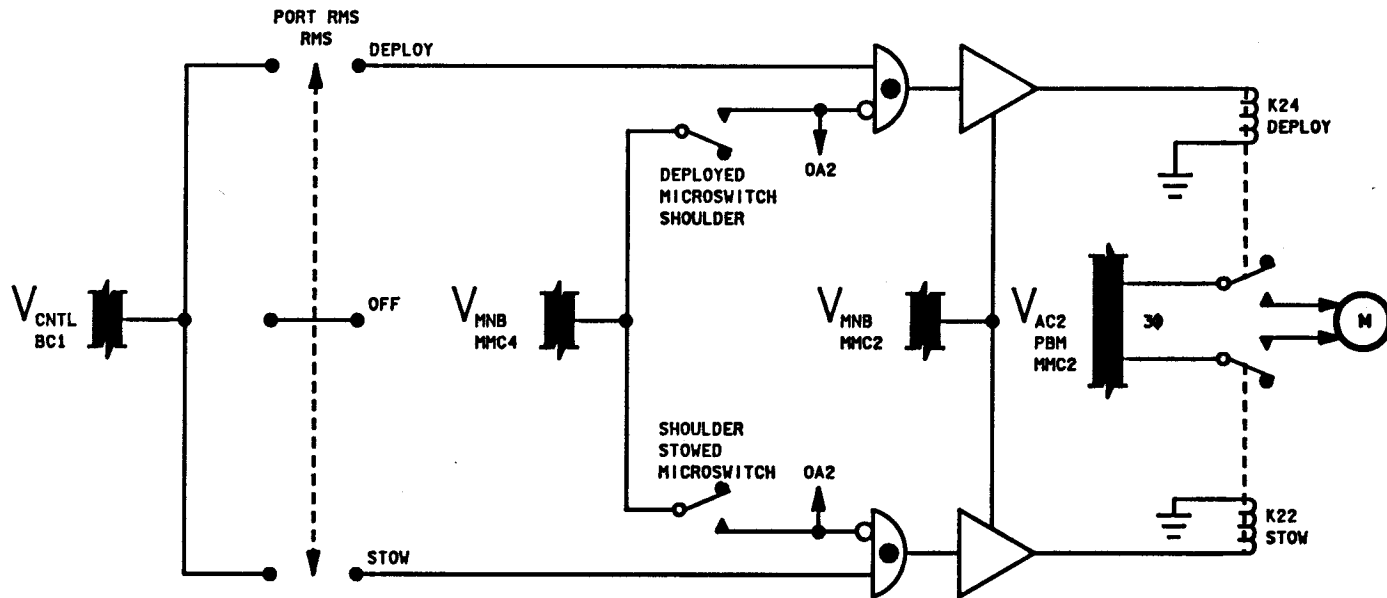 PORT RMS
RMS
DEPLOY
OFF
STOW
V CNTL
BC1
V MNB
MMC4
DEPLOYED
MICROSWITCH
SHOULDER
OA2
SHOULDER
STOWED
MICROSWITCH
OA2
V MNB
MMC2
V AC2
PBM
MMC2
3Φ
K24
DEPLOY
M
K22
STOW